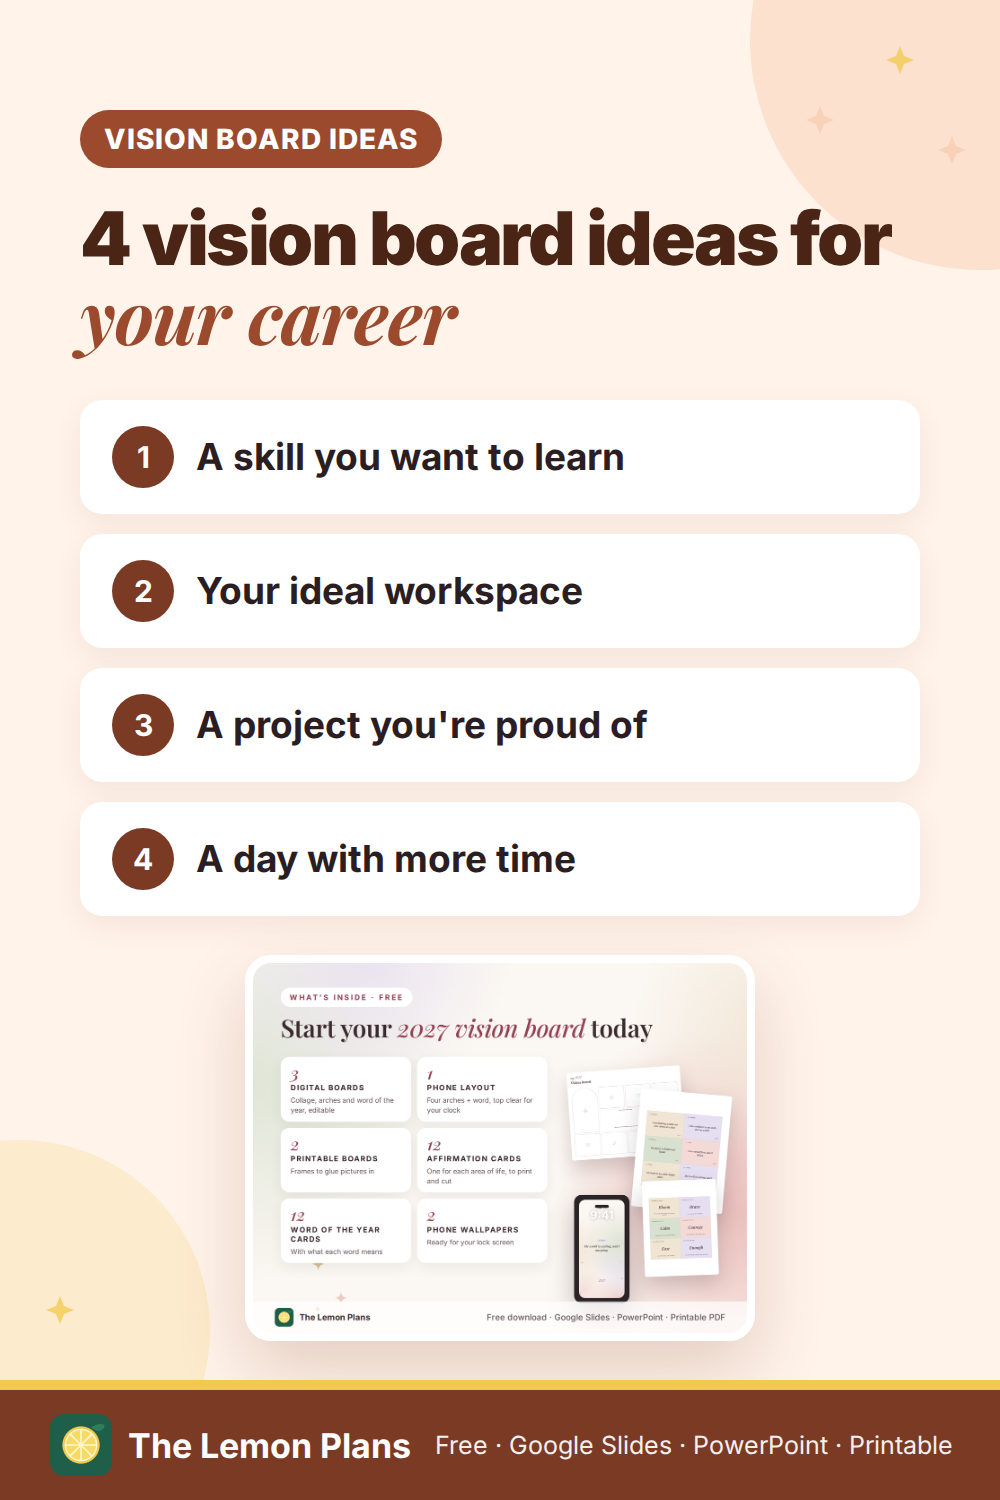 VISION BOARD IDEAS
4 vision board ideas for
your career
1 A skill you want to learn
2 Your ideal workspace
3 A project you're proud of
4 A day with more time
WHAT'S INSIDE · FREE
Start your 2027 vision board today
3
DIGITAL BOARDS
Collage, arches and word of the
year, editable
1
PHONE LAYOUT
Four arches + word, top clear for
your clock
2
PRINTABLE BOARDS
Frames to glue pictures in
12
AFFIRMATION CARDS
One for each area of life, to print
and cut
12
WORD OF THE YEAR
CARDS
With what each word means
2
PHONE WALLPAPERS
Ready for your lock screen
9:41
The Lemon Plans
Free download · Google Slides · PowerPoint · Printable PDF
The Lemon Plans
Free · Google Slides · PowerPoint · Printable